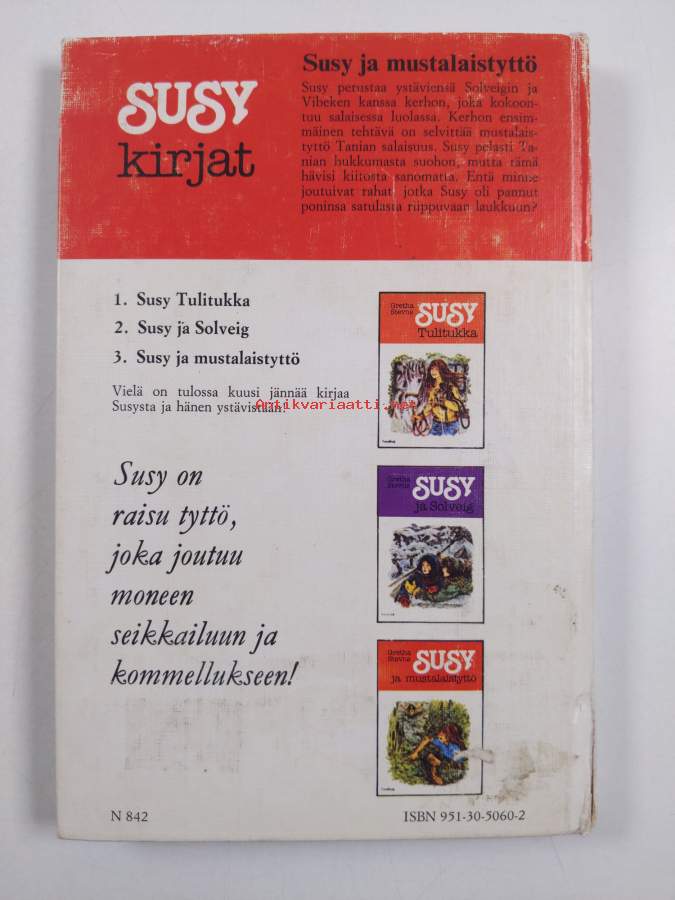 SUSY
kirjat
Susy ja mustalaistyttö
Susy perustaa ystäviensä Solveigin ja
Vibeken kanssa kerhon, joka kokoon-
tuu salaisessa luolassa. Kerhon ensim-
mäinen tehtävä on selvittää mustalais-
tyttö Tanian salaisuus. Susy pelasti Ta-
nian hukkumasta suohon, mutta tämä
hävisi kiitosta sanomatta. Entä minne
joutuivat rahat, jotka Susy oli pannut
poninsa satulasta riippuvaan laukkuun?
1. Susy Tulitukka
2. Susy ja Solveig
3. Susy ja mustalaistyttö
Vielä on tulossa kuusi jännää kirjaa
Susysta ja hänen ystävistään!
Antikvariaatti.net
Susy on
raisu tyttö,
joka joutuu
moneen
seikkailuun ja
kommellukseen!
Gretha
Stevns
SUSY
Tulitukka
Gretha
Stevns
SUSY
ja Solveig
Gretha
Stevns
SUSY
ja mustalaistyttö
N 842
ISBN 951-30-5060-2